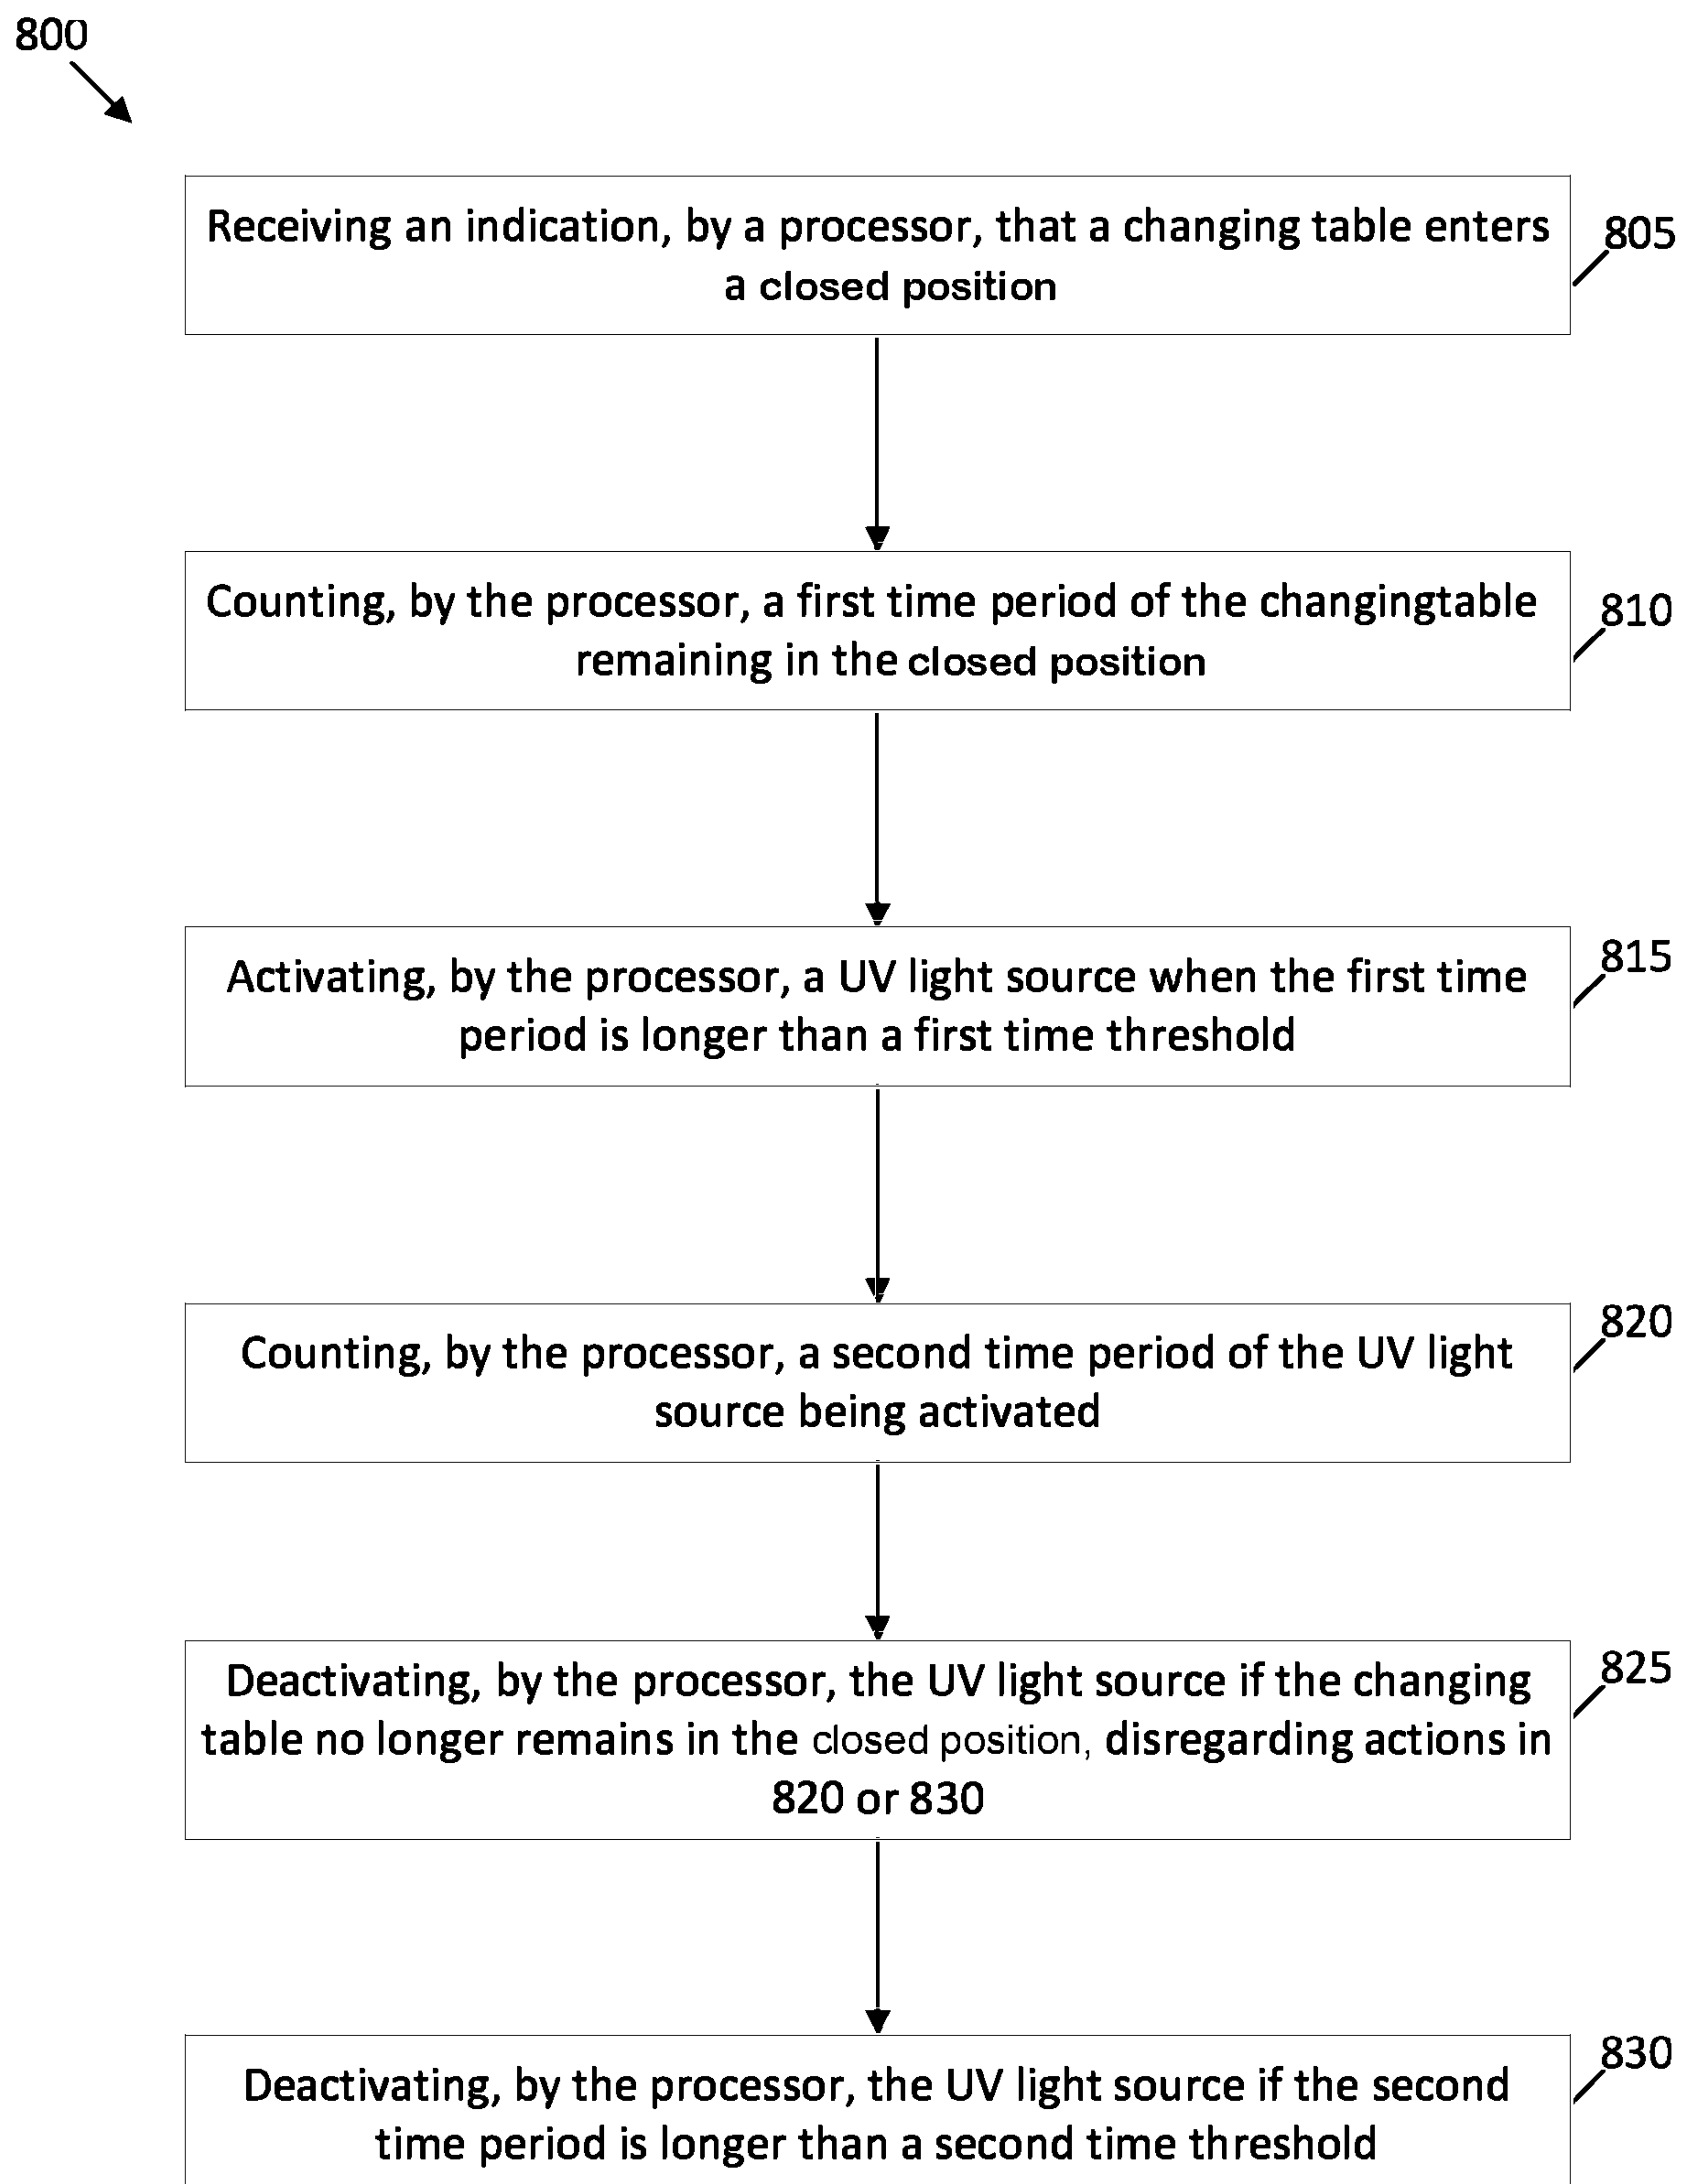 800
Receiving an indication, by a processor, that a changing table enters
a closed position
805
Counting, by the processor, a first time period of the changingtable
remaining in the closed position
810
Activating, by the processor, a UV light source when the first time
period is longer than a first time threshold
815
Counting, by the processor, a second time period of the UV light
source being activated
820
Deactivating, by the processor, the UV light source if the changing
table no longer remains in the closed position, disregarding actions in
820 or 830
825
Deactivating, by the processor, the UV light source if the second
time period is longer than a second time threshold
830